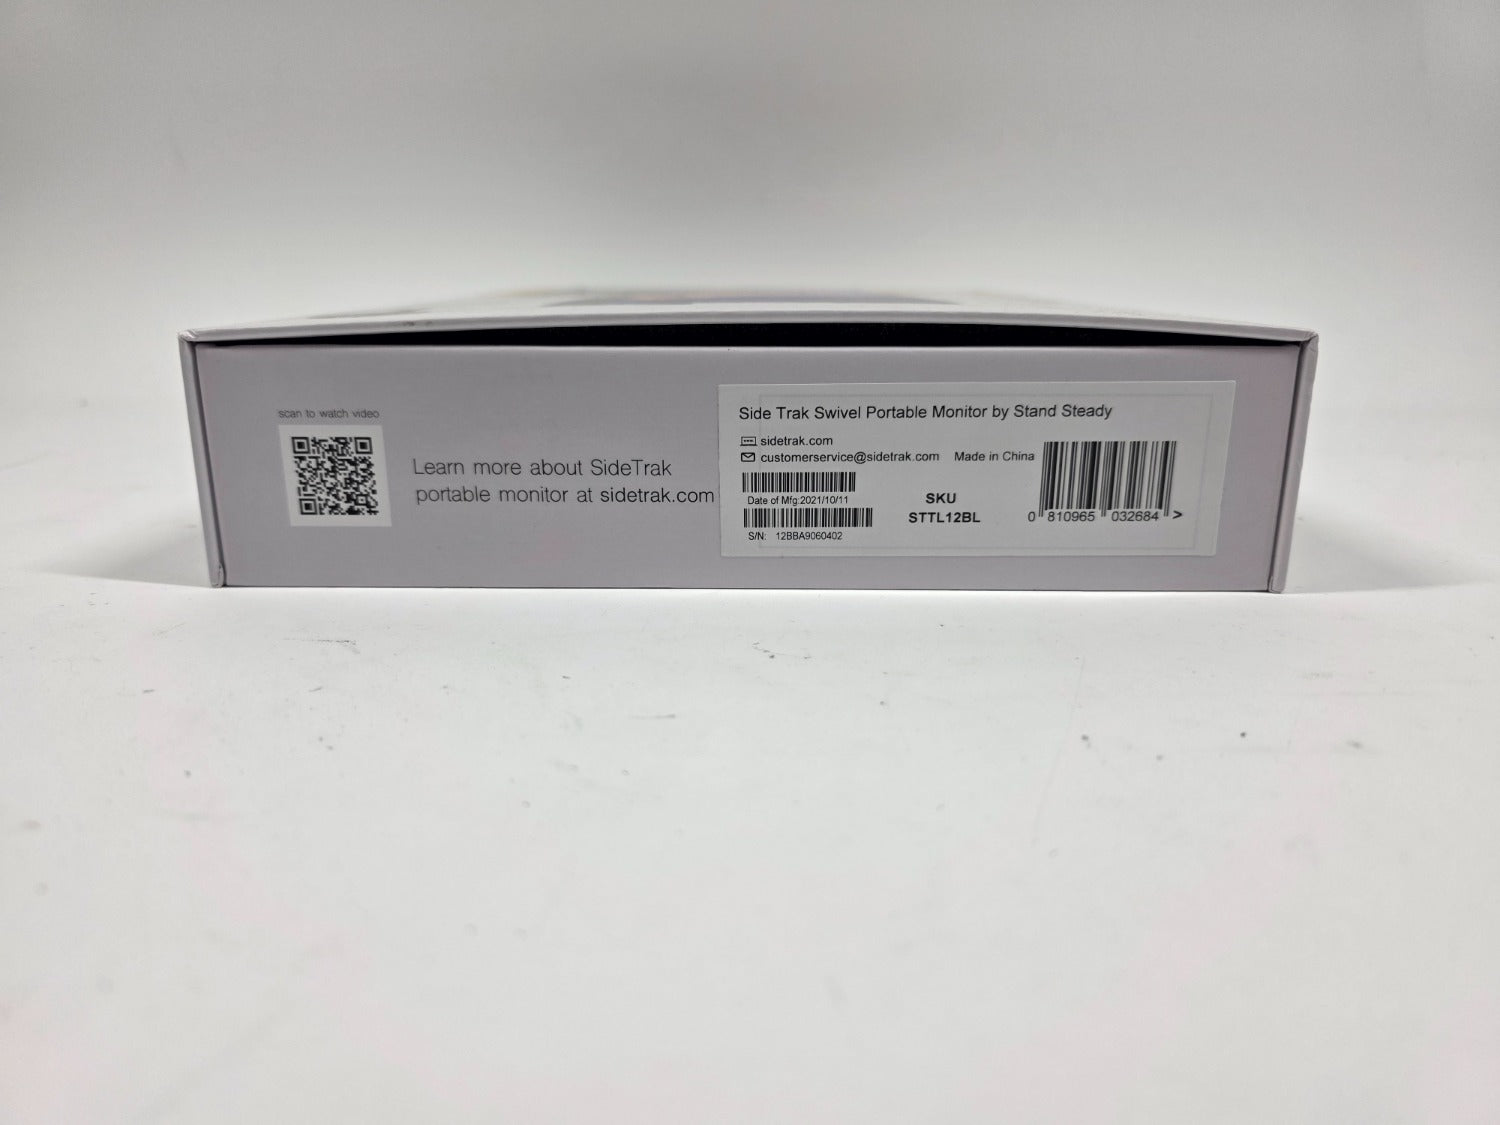 scan to watch video
Learn more about SideTrak
portable monitor at sidetrak.com
Side Trak Swivel Portable Monitor by Stand Steady
sidetrak.com
customerservice@sidetrak.com Made in China
Date of Mfg:2021/10/11
S/N: 12BBA9060402
SKU
STTL12BL
0 810965 032684 >